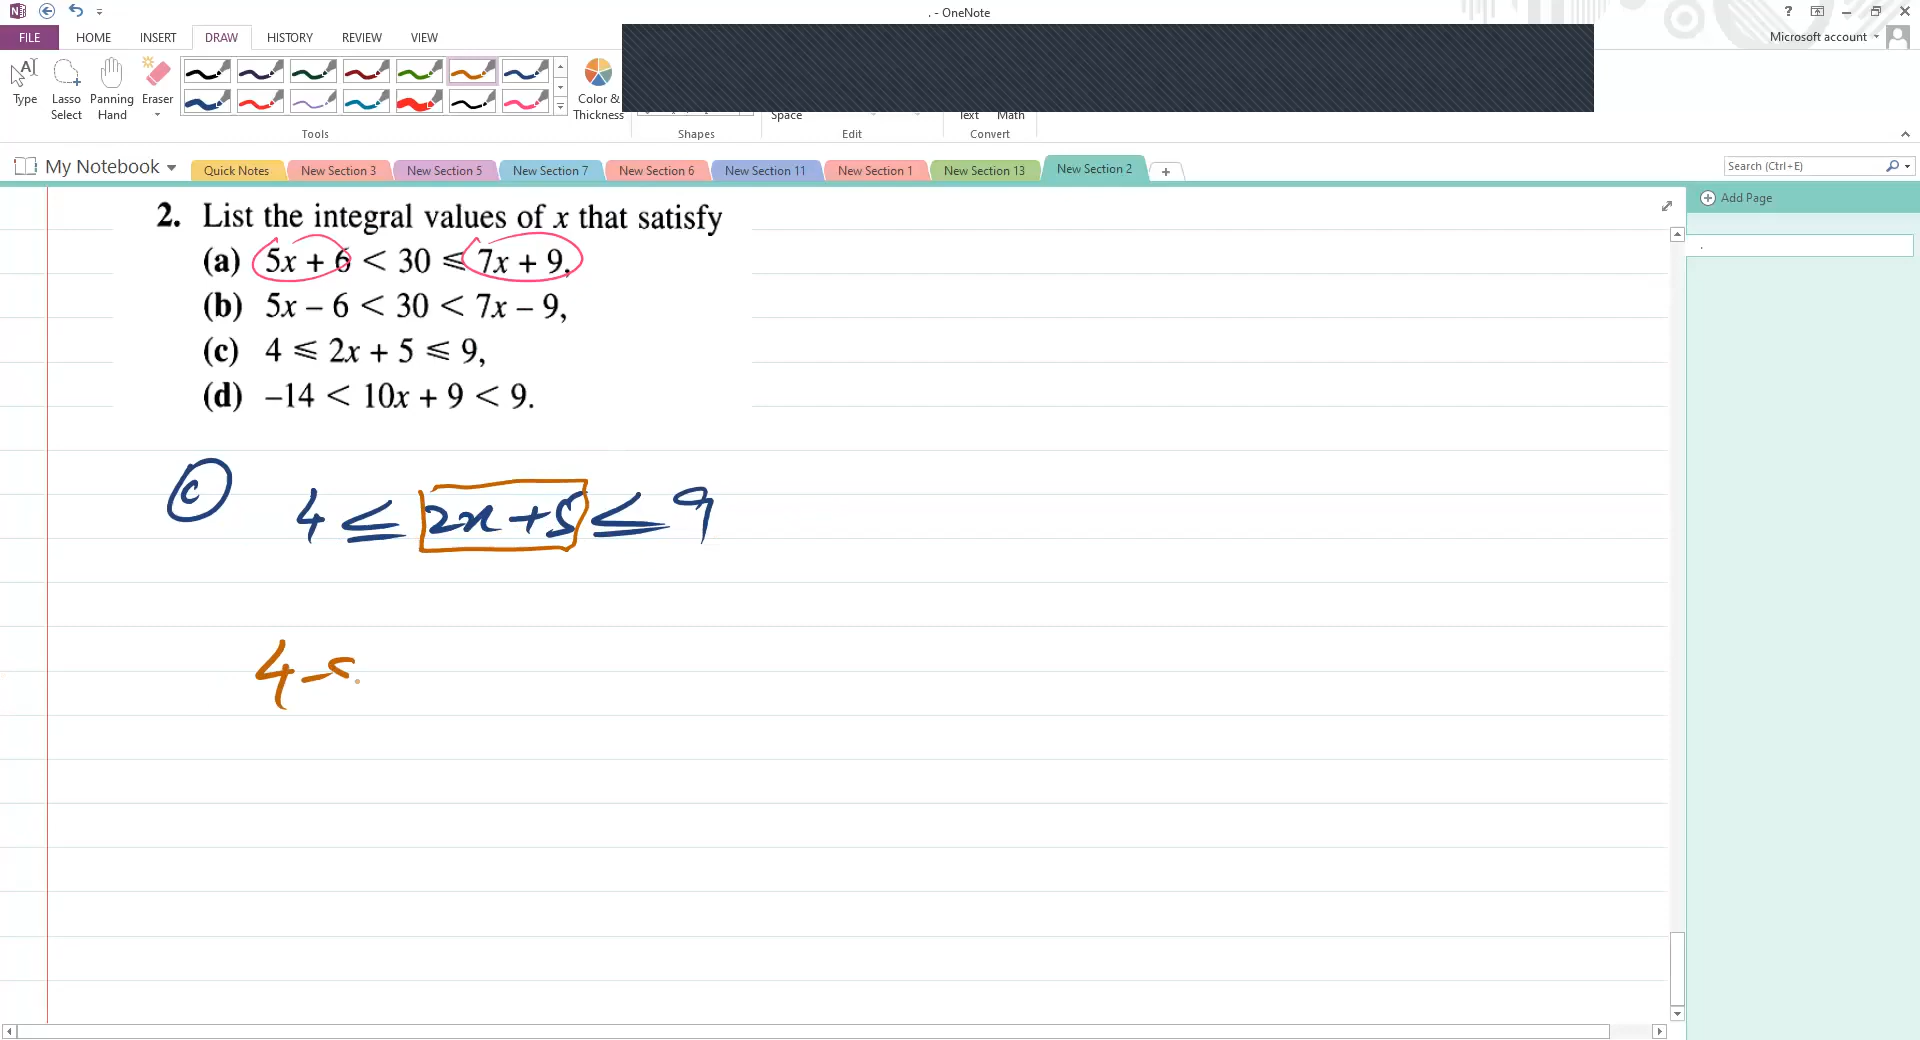 . - OneNote
?
FILE HOME INSERT DRAW HISTORY REVIEW VIEW
Microsoft account
Type Lasso Select Panning Hand Eraser
Color & Thickness
Space Text Math
Tools Shapes Edit Convert
My Notebook Quick Notes New Section 3 New Section 5 New Section 7 New Section 6 New Section 11 New Section 1 New Section 13 New Section 2 +
Search (Ctrl+E)
Add Page
.
2. List the integral values of x that satisfy
(a) 5x + 6 < 30 ⩽ 7x + 9,
(b) 5x – 6 < 30 < 7x – 9,
(c) 4 ⩽ 2x + 5 ⩽ 9,
(d) –14 < 10x + 9 < 9.
c 4 ≤ 2x + 5 ≤ 9
4 –